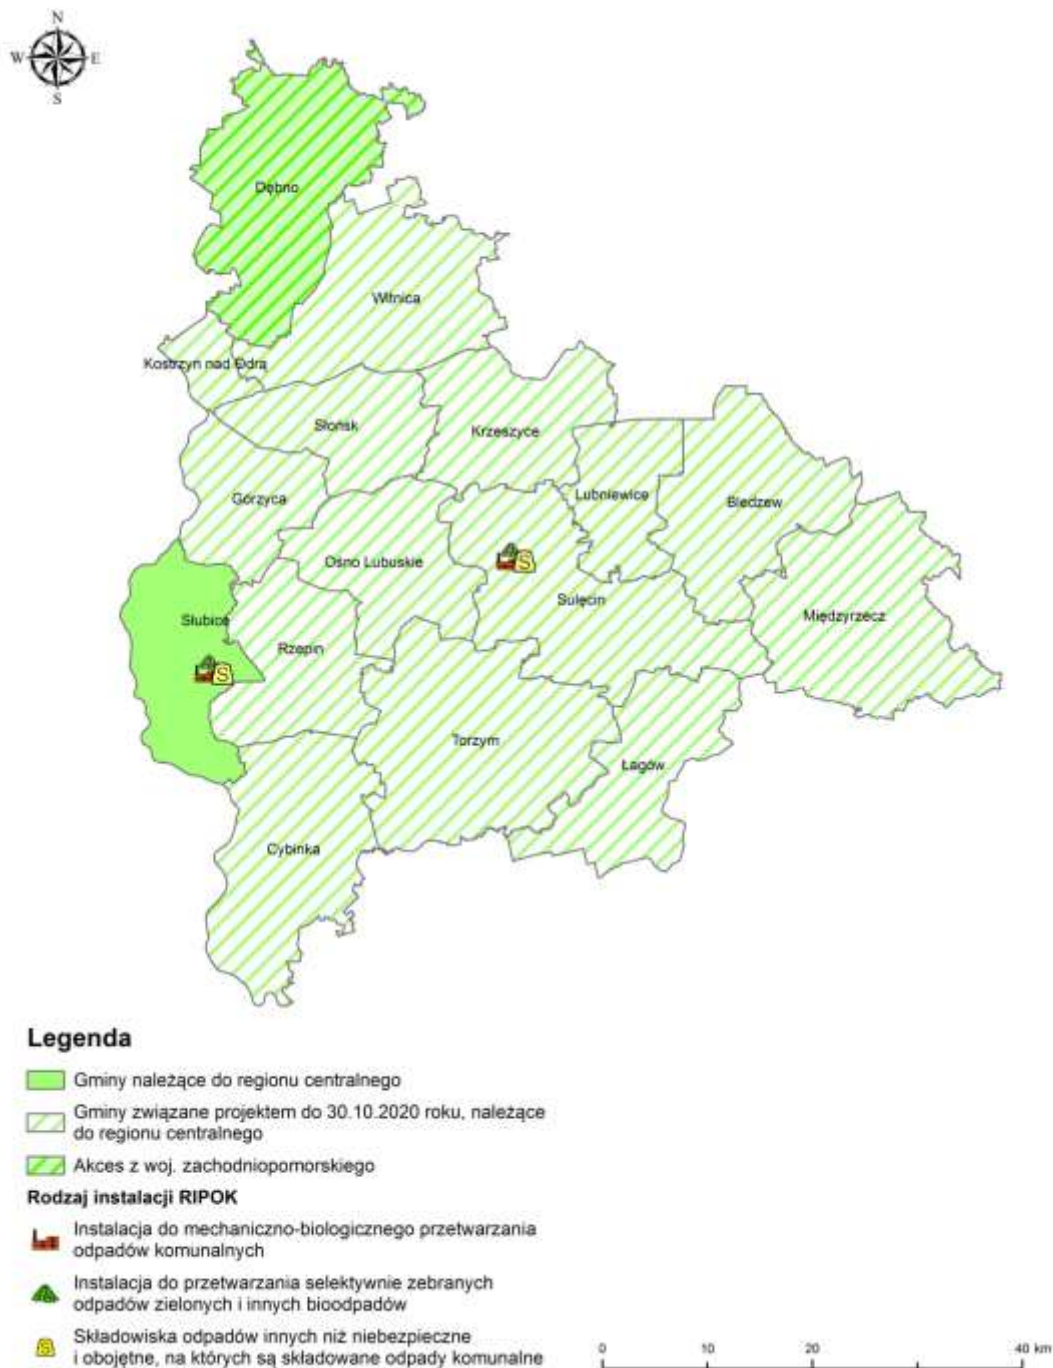 N
W E
S
Dębno
Witnica
Kostrzyn nad Odrą
Słońsk
Krzeszyce
Górzyca
Lubniewice
Bledzew
Ośno Lubuskie
Sulęcin
Międzyrzecz
Słubice
Rzepin
Torzym
Łagów
Cybinka
S
S
Legenda
Gminy należące do regionu centralnego
Gminy związane projektem do 30.10.2020 roku, należące
do regionu centralnego
Akces z woj. zachodniopomorskiego
Rodzaj instalacji RIPOK
Instalacja do mechaniczno-biologicznego przetwarzania
odpadów komunalnych
Instalacja do przetwarzania selektywnie zebranych
odpadów zielonych i innych bioodpadów
S
Składowiska odpadów innych niż niebezpieczne
i obojętne, na których są składowane odpady komunalne
0 10 20 40 km